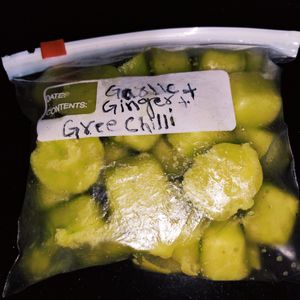 DATE:
CONTENTS:
Garlic
Ginger++
Gree Chilli